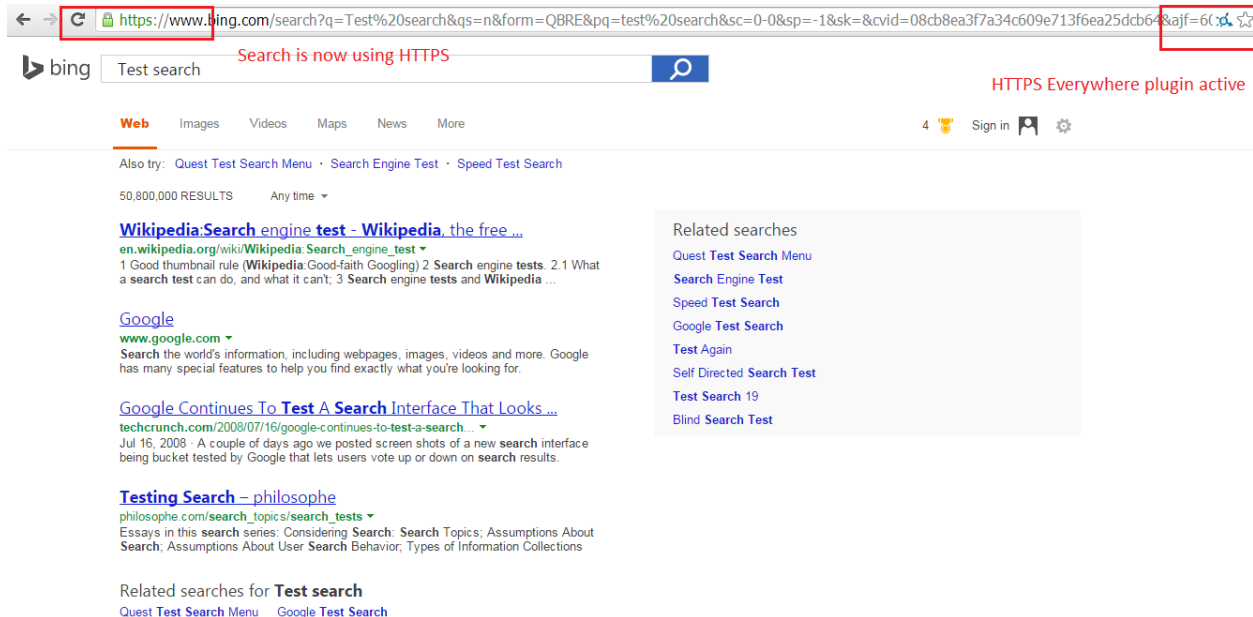 https://www.bing.com/search?q=Test%20search&qs=n&form=QBRE&pq=test%20search&sc=0-0&sp=-1&sk=&cvid=08cb8ea3f7a34c609e713f6ea25dcb64&ajf=60
Search is now using HTTPS
bing Test search
HTTPS Everywhere plugin active
Web Images Videos Maps News More 4 Sign in
Also try: Quest Test Search Menu · Search Engine Test · Speed Test Search
50,800,000 RESULTS Any time
Wikipedia:Search engine test - Wikipedia, the free ...
en.wikipedia.org/wiki/Wikipedia:Search_engine_test
1 Good thumbnail rule (Wikipedia:Good-faith Googling) 2 Search engine tests. 2.1 What
a search test can do, and what it can't; 3 Search engine tests and Wikipedia ...
Google
www.google.com
Search the world's information, including webpages, images, videos and more. Google
has many special features to help you find exactly what you're looking for.
Google Continues To Test A Search Interface That Looks ...
techcrunch.com/2008/07/16/google-continues-to-test-a-search...
Jul 16, 2008 · A couple of days ago we posted screen shots of a new search interface
being bucket tested by Google that lets users vote up or down on search results.
Testing Search – philosophe
philosophe.com/search_topics/search_tests
Essays in this search series: Considering Search: Search Topics; Assumptions About
Search; Assumptions About User Search Behavior; Types of Information Collections
Related searches for Test search
Quest Test Search Menu Google Test Search
Related searches
Quest Test Search Menu
Search Engine Test
Speed Test Search
Google Test Search
Test Again
Self Directed Search Test
Test Search 19
Blind Search Test